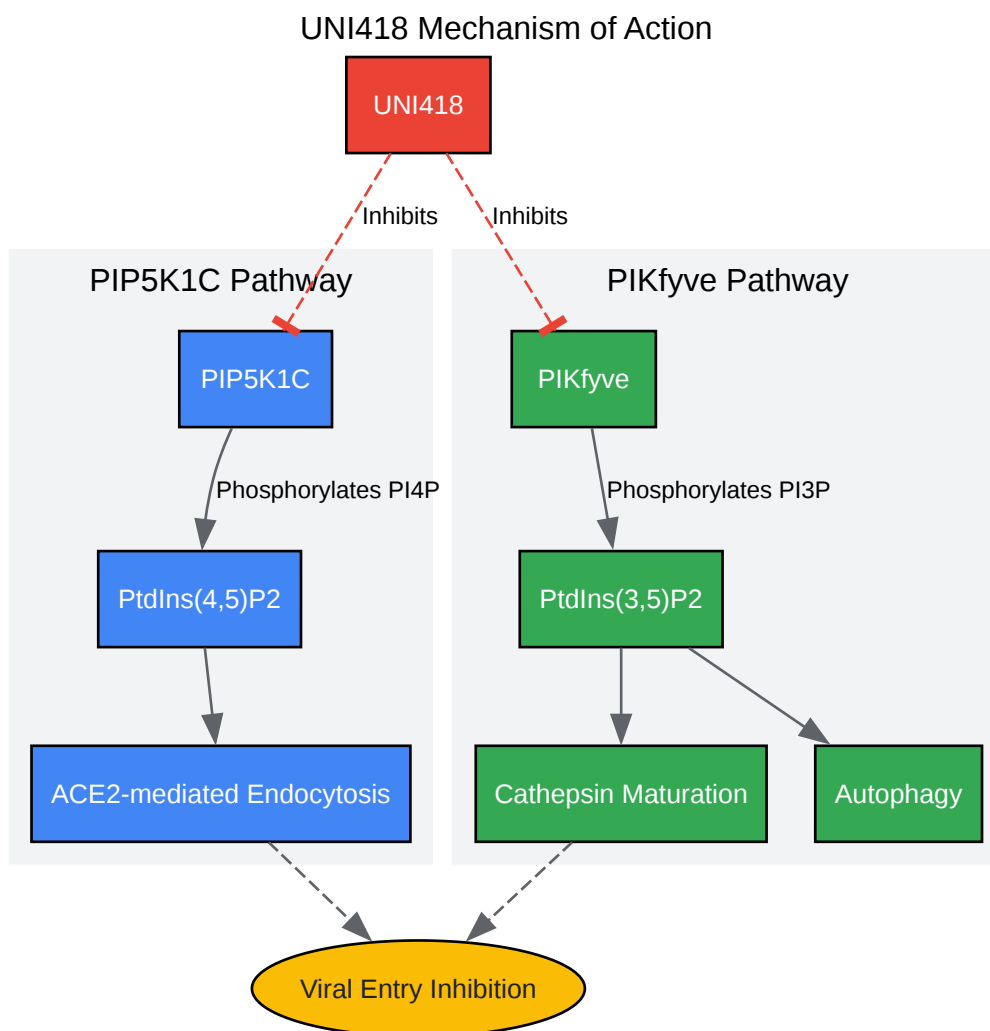 UNI418 Mechanism of Action
UNI418
Inhibits
Inhibits
PIP5K1C Pathway
PIKfyve Pathway
PIP5K1C
PIKfyve
Phosphorylates PI4P
Phosphorylates PI3P
PtdIns(4,5)P2
PtdIns(3,5)P2
ACE2-mediated Endocytosis
Cathepsin Maturation
Autophagy
Viral Entry Inhibition